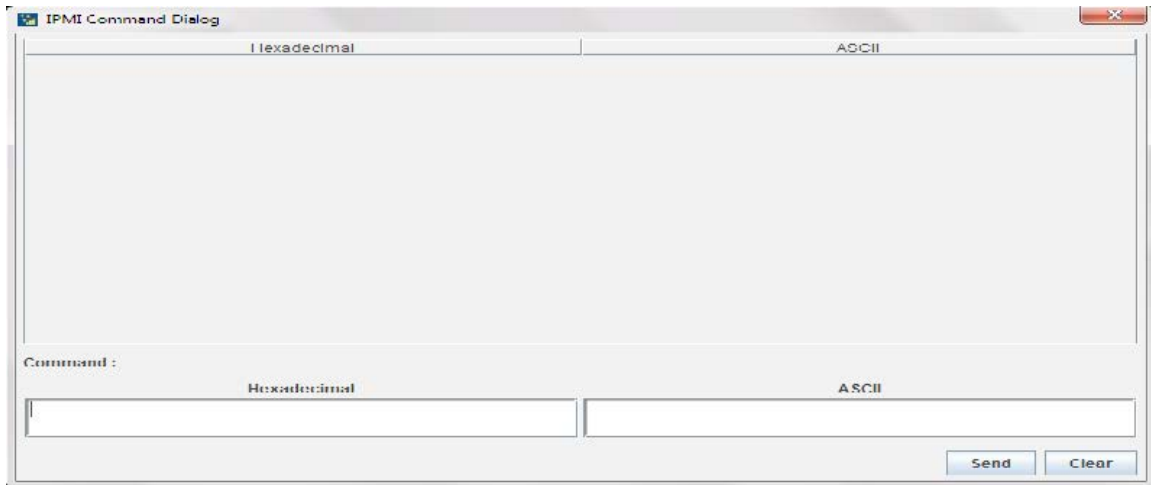 IPMI Command Dialog
Hexadecimal ASCII
Command :
Hexadecimal ASCII
Send Clear